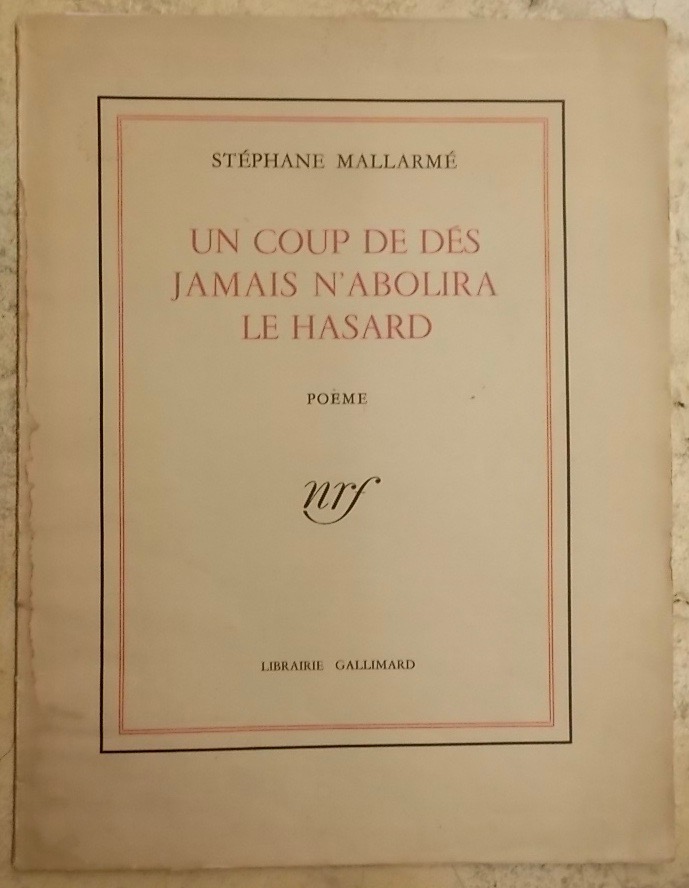 STÉPHANE MALLARMÉ
UN COUP DE DÉS
JAMAIS N'ABOLIRA
LE HASARD
POÈME
nrf
LIBRAIRIE GALLIMARD